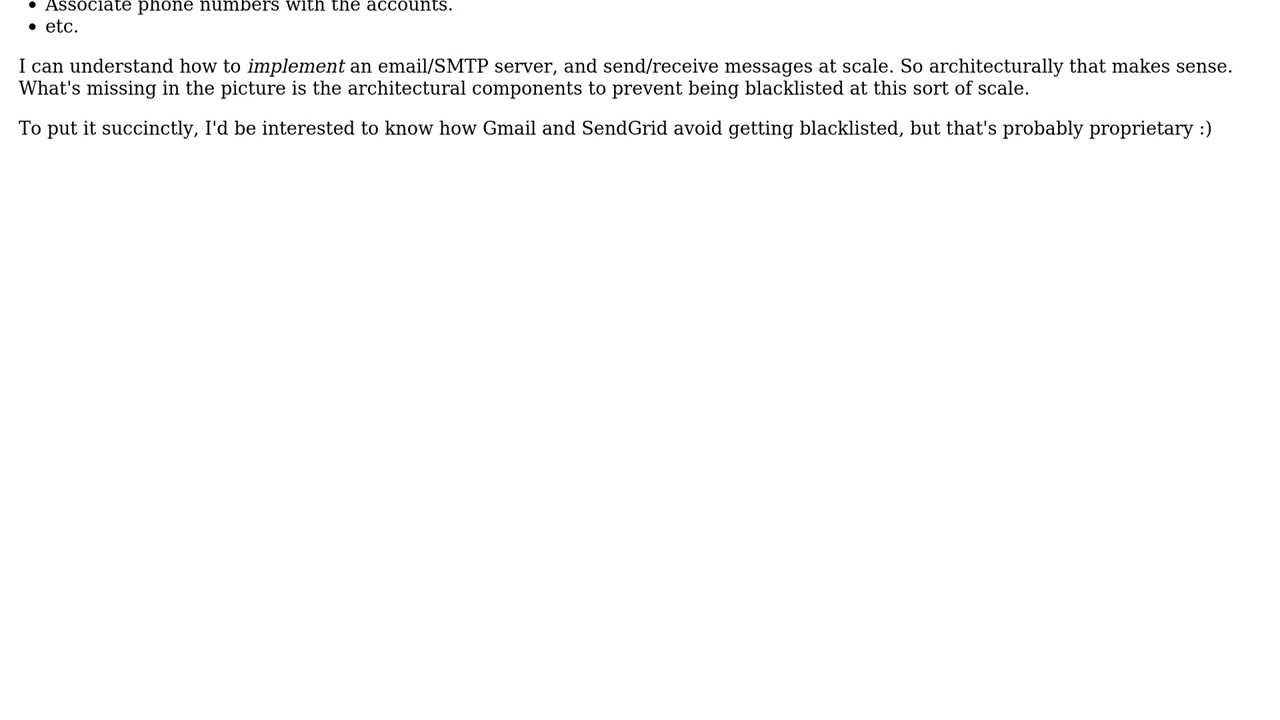 • Associate phone numbers with the accounts.
• etc.
I can understand how to implement an email/SMTP server, and send/receive messages at scale. So architecturally that makes sense.
What's missing in the picture is the architectural components to prevent being blacklisted at this sort of scale.
To put it succinctly, I'd be interested to know how Gmail and SendGrid avoid getting blacklisted, but that's probably proprietary :)